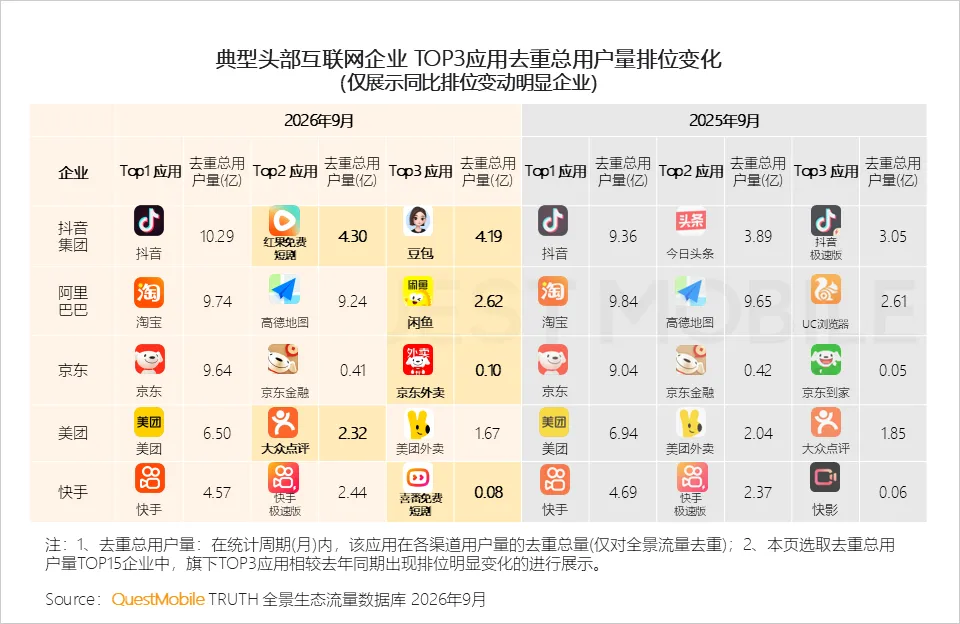 典型头部互联网企业 TOP3应用去重总用户量排位变化
(仅展示同比排位变动明显企业)
2026年9月 2025年9月
企业 Top1 应用 去重总用户量(亿) Top2 应用 去重总用户量(亿) Top3 应用 去重总用户量(亿) Top1 应用 去重总用户量(亿) Top2 应用 去重总用户量(亿) Top3 应用 去重总用户量(亿)
抖音集团 抖音 10.29 红果免费短剧 4.30 豆包 4.19 抖音 9.36 头条 今日头条 3.89 抖音极速版 3.05
阿里巴巴 淘 淘宝 9.74 高德地图 9.24 闲鱼 闲鱼 2.62 淘 淘宝 9.84 高德地图 9.65 UC浏览器 2.61
京东 京东 9.64 京东金融 0.41 外卖 京东外卖 0.10 京东 9.04 京东金融 0.42 京东到家 0.05
美团 美团 美团 6.50 大众点评 2.32 美团外卖 1.67 美团 美团 6.94 美团外卖 2.04 大众点评 1.85
快手 快手 4.57 快手极速版 2.44 喜番免费短剧 0.08 快手 4.69 快手极速版 2.37 快影 0.06
QUEST MOBILE
注：1、去重总用户量：在统计周期(月)内，该应用在各渠道用户量的去重总量(仅对全景流量去重)；2、本页选取去重总用
户量TOP15企业中，旗下TOP3应用相较去年同期出现排位明显变化的进行展示。
Source：QuestMobile TRUTH 全景生态流量数据库 2026年9月